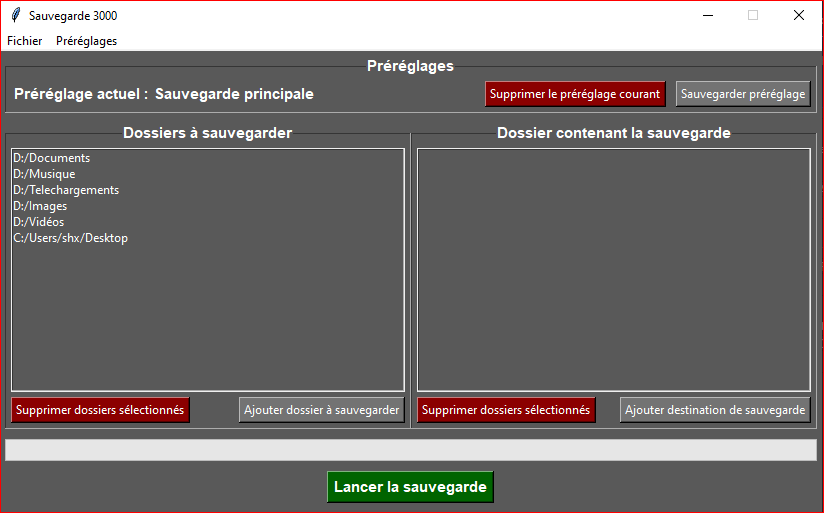 Sauvegarde 3000
Fichier Préréglages
Préréglages
Préréglage actuel : Sauvegarde principale
Supprimer le préréglage courant
Sauvegarder préréglage
Dossiers à sauvegarder
D:/Documents
D:/Musique
D:/Telechargements
D:/Images
D:/Vidéos
C:/Users/shx/Desktop
Supprimer dossiers sélectionnés
Ajouter dossier à sauvegarder
Dossier contenant la sauvegarde
Supprimer dossiers sélectionnés
Ajouter destination de sauvegarde
Lancer la sauvegarde